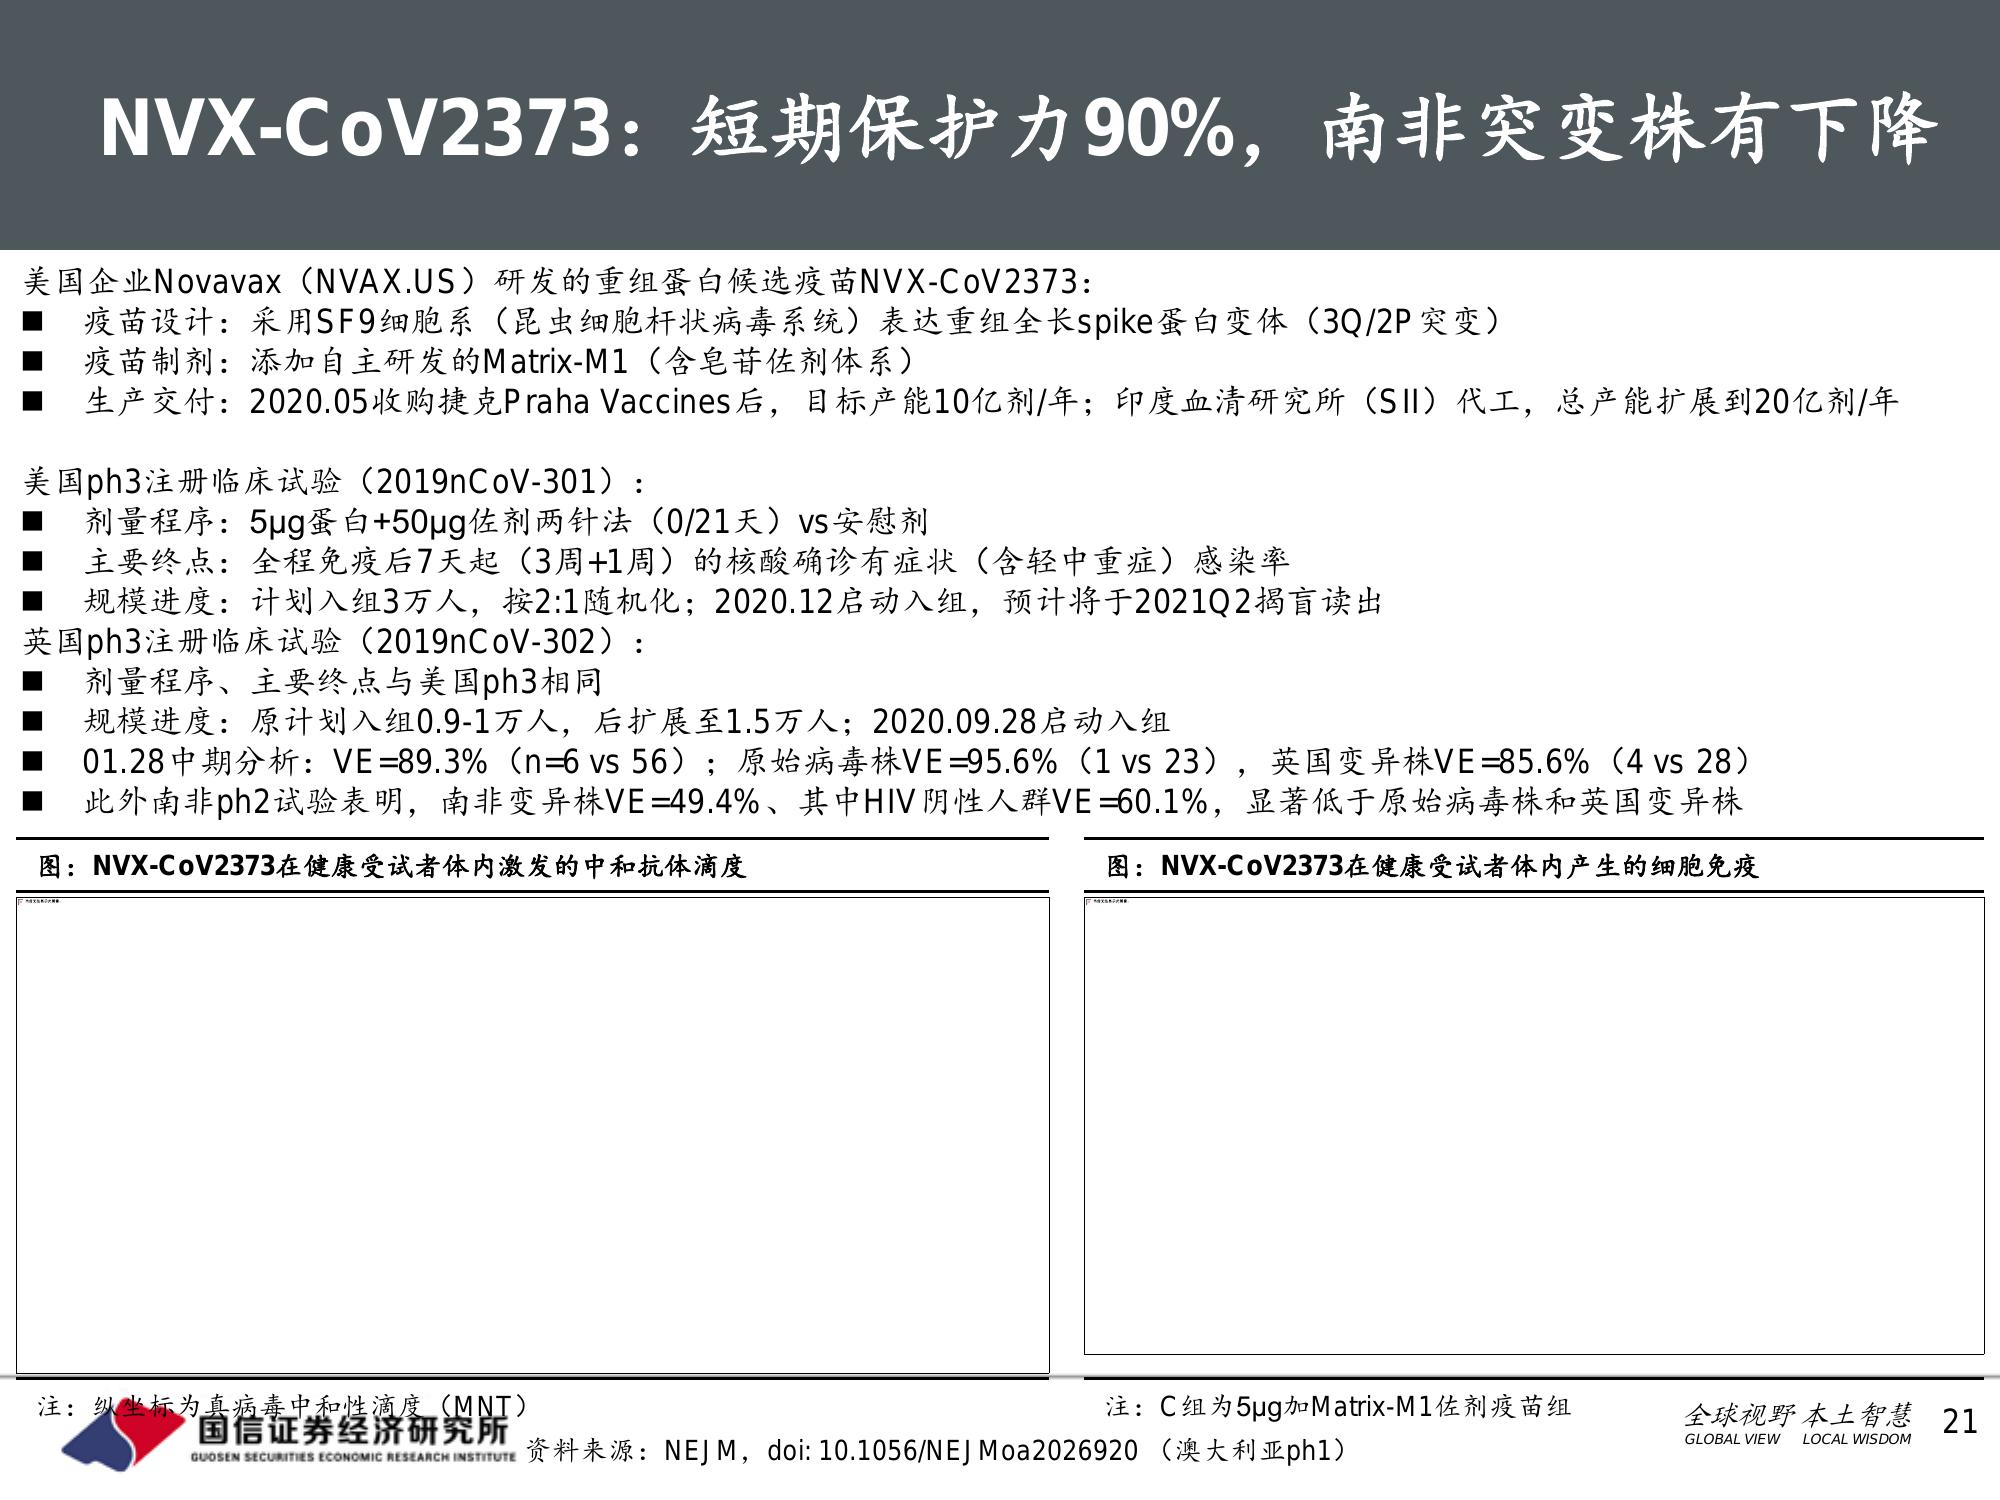 NVX-CoV2373：短期保护力90%，南非突变株有下降
美国企业Novavax（NVAX.US）研发的重组蛋白候选疫苗NVX-CoV2373：
■ 疫苗设计：采用SF9细胞系（昆虫细胞杆状病毒系统）表达重组全长spike蛋白变体（3Q/2P突变）
■ 疫苗制剂：添加自主研发的Matrix-M1（含皂苷佐剂体系）
■ 生产交付：2020.05收购捷克Praha Vaccines后，目标产能10亿剂/年；印度血清研究所（SII）代工，总产能扩展到20亿剂/年
美国ph3注册临床试验（2019nCoV-301）：
■ 剂量程序：5μg蛋白+50μg佐剂两针法（0/21天）vs安慰剂
■ 主要终点：全程免疫后7天起（3周+1周）的核酸确诊有症状（含轻中重症）感染率
■ 规模进度：计划入组3万人，按2:1随机化；2020.12启动入组，预计将于2021Q2揭盲读出
英国ph3注册临床试验（2019nCoV-302）：
■ 剂量程序、主要终点与美国ph3相同
■ 规模进度：原计划入组0.9-1万人，后扩展至1.5万人；2020.09.28启动入组
■ 01.28中期分析：VE=89.3%（n=6 vs 56）；原始病毒株VE=95.6%（1 vs 23），英国变异株VE=85.6%（4 vs 28）
■ 此外南非ph2试验表明，南非变异株VE=49.4%、其中HIV阴性人群VE=60.1%，显著低于原始病毒株和英国变异株
图：NVX-CoV2373在健康受试者体内激发的中和抗体滴度
图：NVX-CoV2373在健康受试者体内产生的细胞免疫
注：纵坐标为真病毒中和性滴度（MNT）
注：C组为5μg加Matrix-M1佐剂疫苗组
国信证券经济研究所
GUOSEN SECURITIES ECONOMIC RESEARCH INSTITUTE
资料来源：NEJM，doi: 10.1056/NEJMoa2026920 （澳大利亚ph1）
全球视野 本土智慧
GLOBAL VIEW LOCAL WISDOM
21